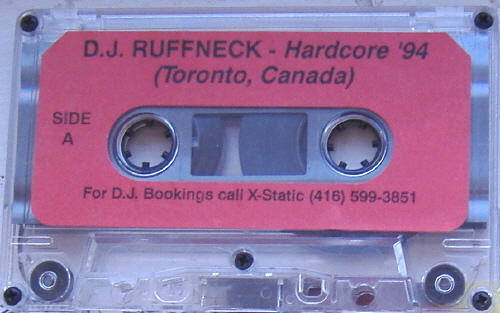 D.J. RUFFNECK - Hardcore '94
(Toronto, Canada)
SIDE
A
For D.J. Bookings call X-Static (416) 599-3851